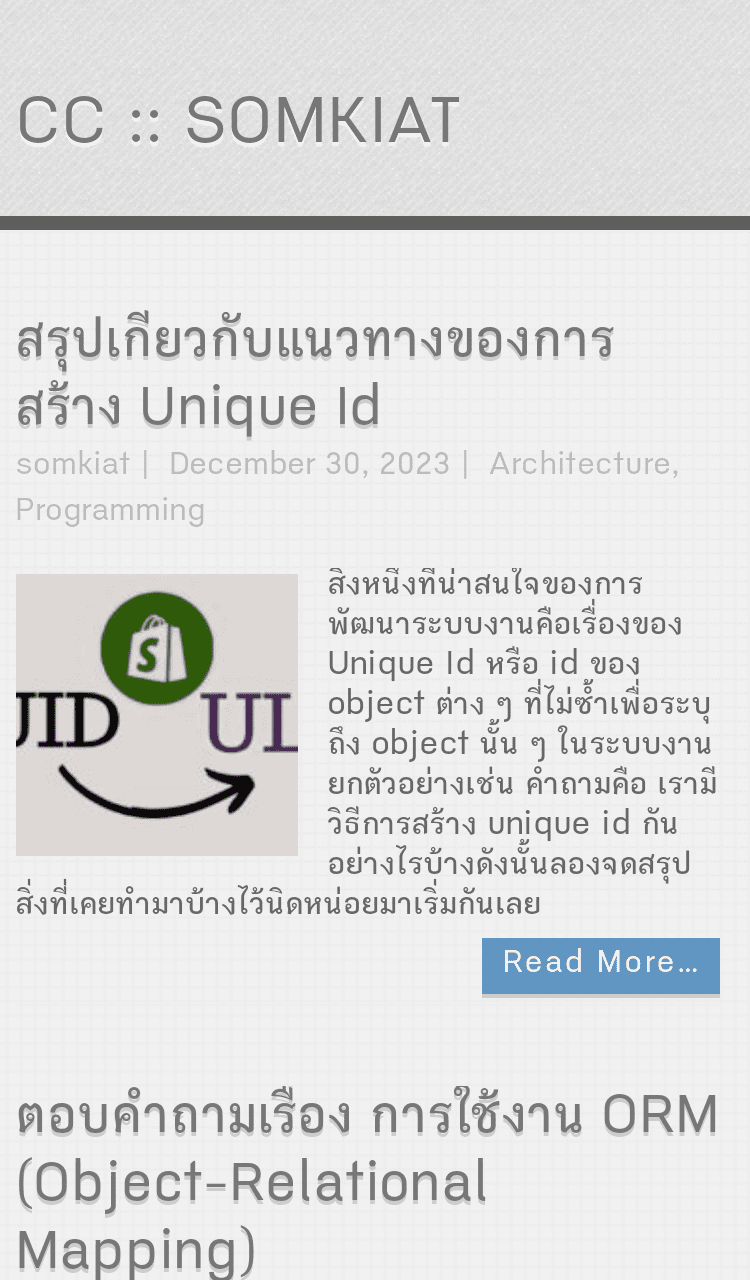 CC :: SOMKIAT
สรุปเกี่ยวกับแนวทางของการ
สร้าง Unique Id
somkiat | December 30, 2023 | Architecture,
Programming
UID
UL
สิ่งหนึ่งที่น่าสนใจของการ
พัฒนาระบบงานคือเรื่องของ
Unique Id หรือ id ของ
object ต่าง ๆ ที่ไม่ซ้ำเพื่อระบุ
ถึง object นั้น ๆ ในระบบงาน
ยกตัวอย่างเช่น คำถามคือ เรามี
วิธีการสร้าง unique id กัน
อย่างไรบ้างดังนั้นลองจดสรุป
สิ่งที่เคยทำมาบ้างไว้นิดหน่อยมาเริ่มกันเลย
Read More…
ตอบคำถามเรื่อง การใช้งาน ORM
(Object-Relational
Mapping)